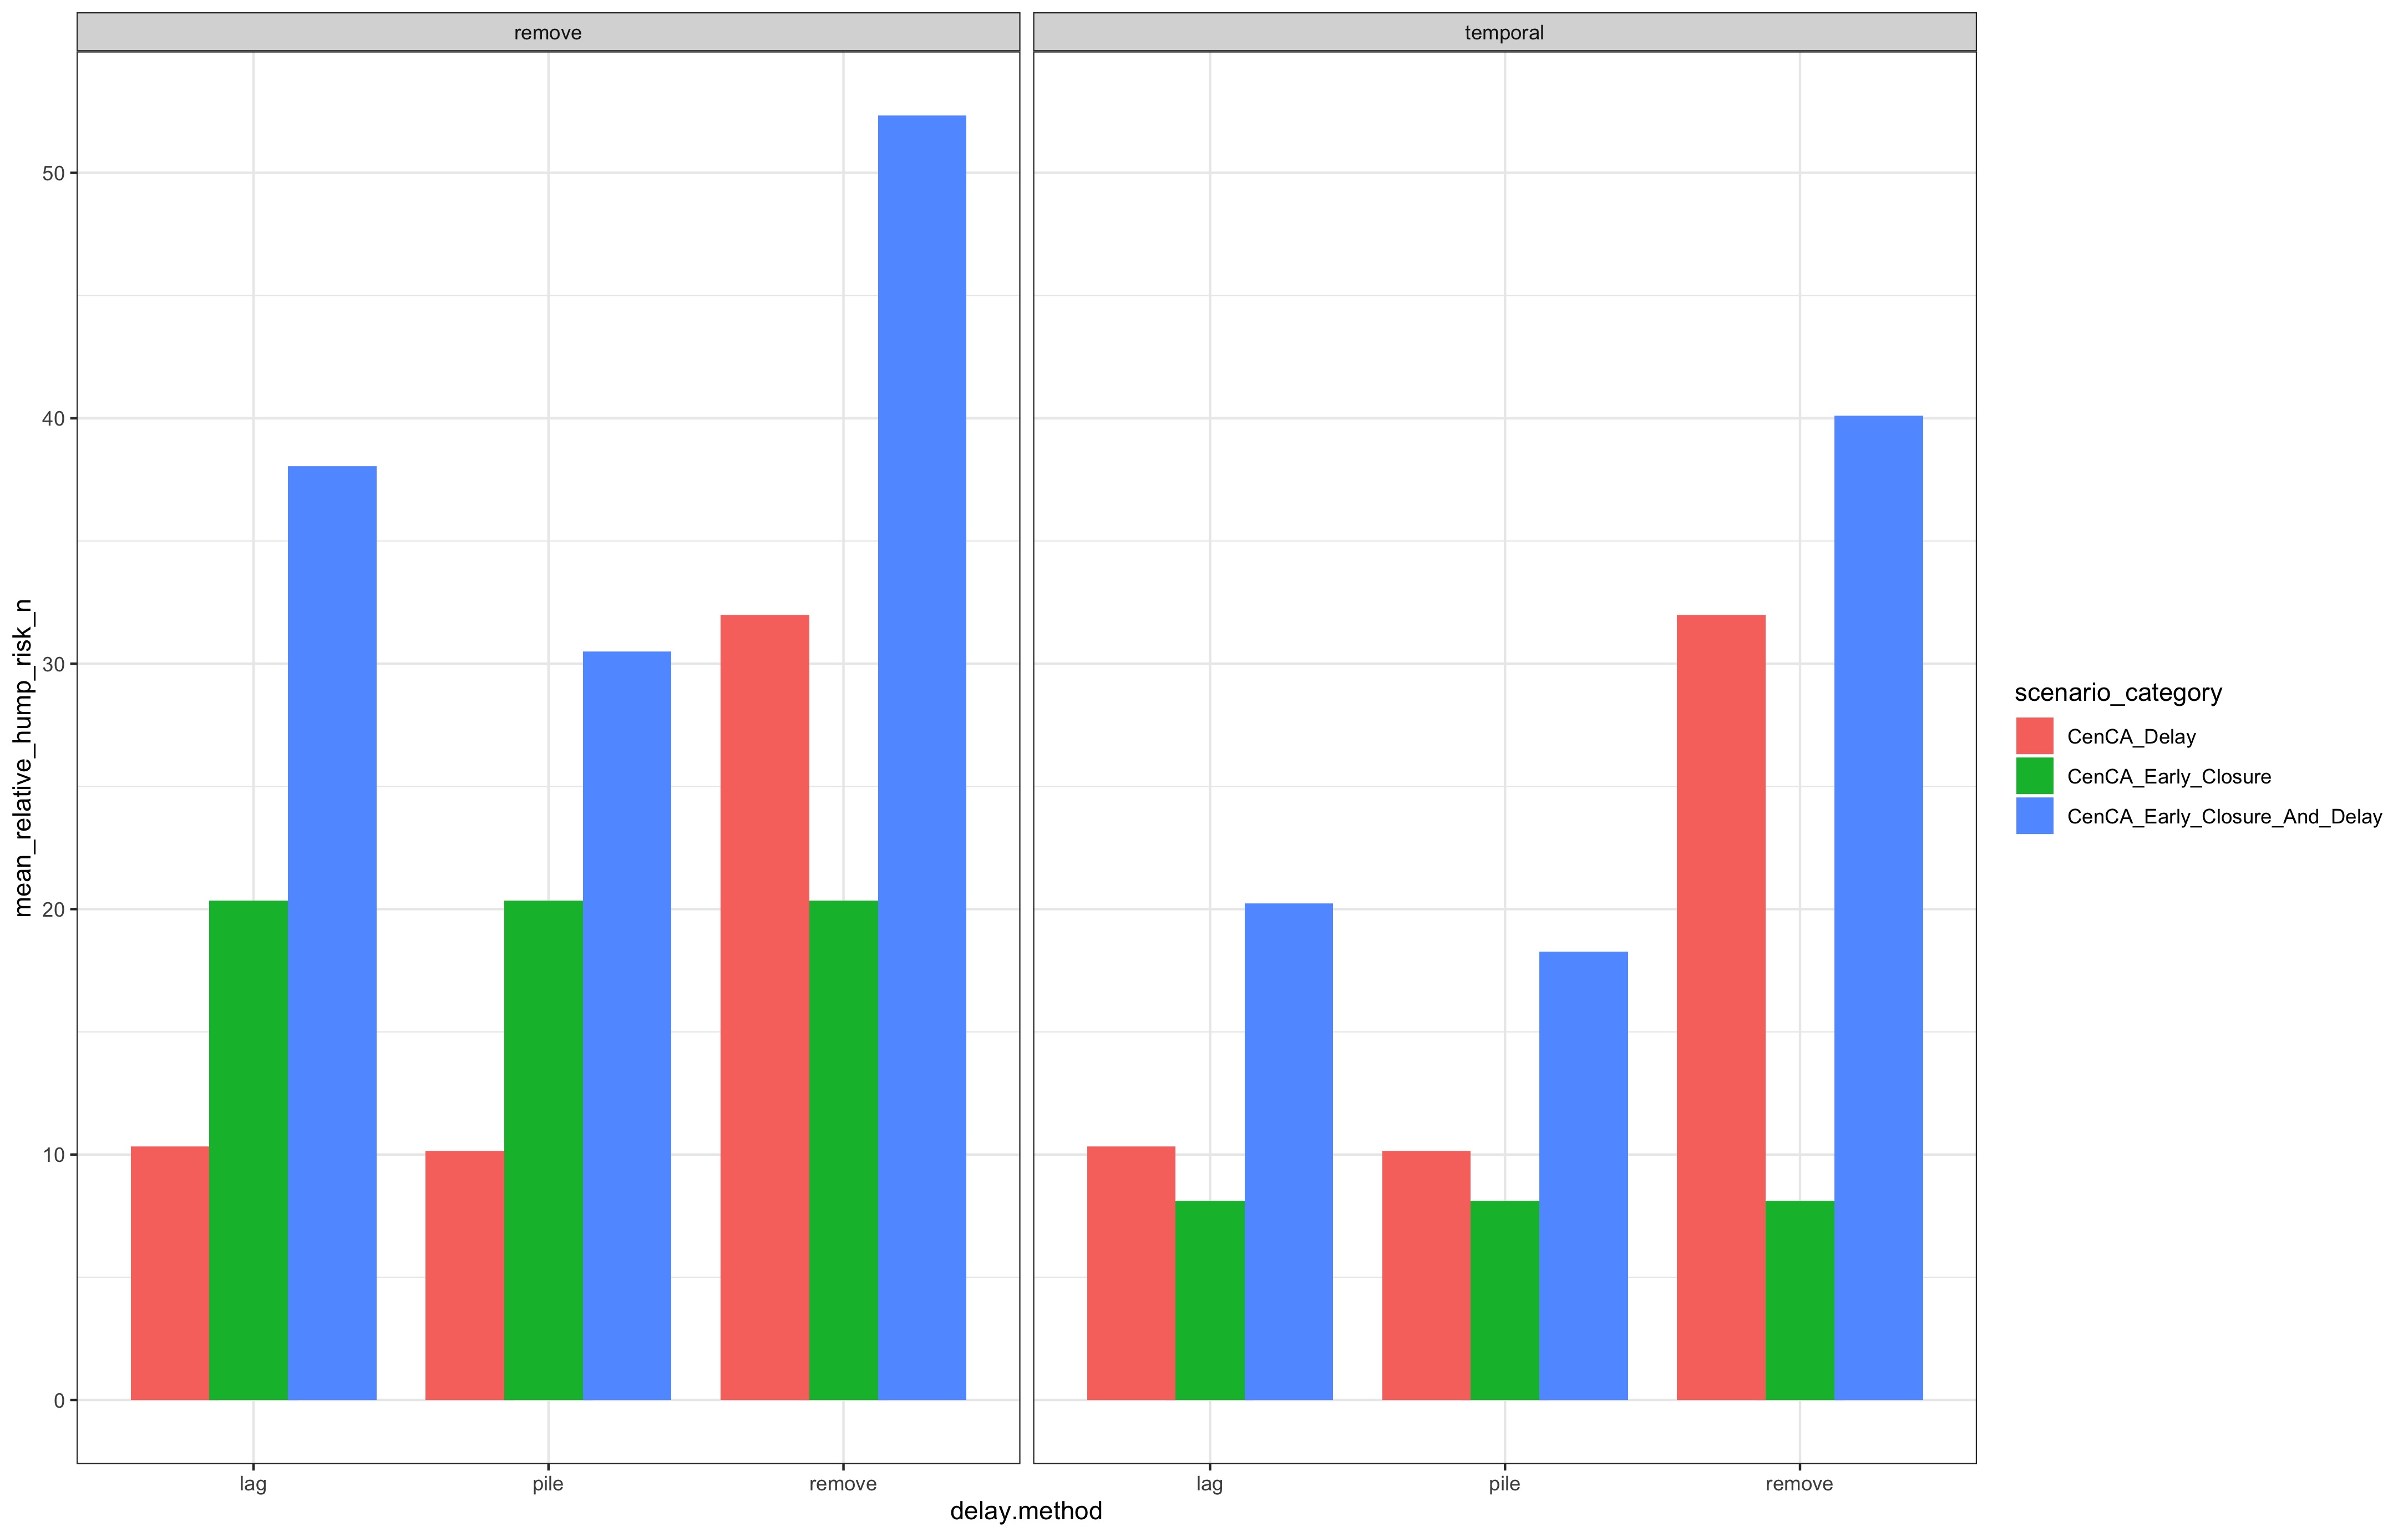 remove
temporal
mean_relative_hump_risk_n
50
40
30
20
10
0
lag
pile
remove
lag
pile
remove
delay.method
scenario_category
CenCA_Delay
CenCA_Early_Closure
CenCA_Early_Closure_And_Delay